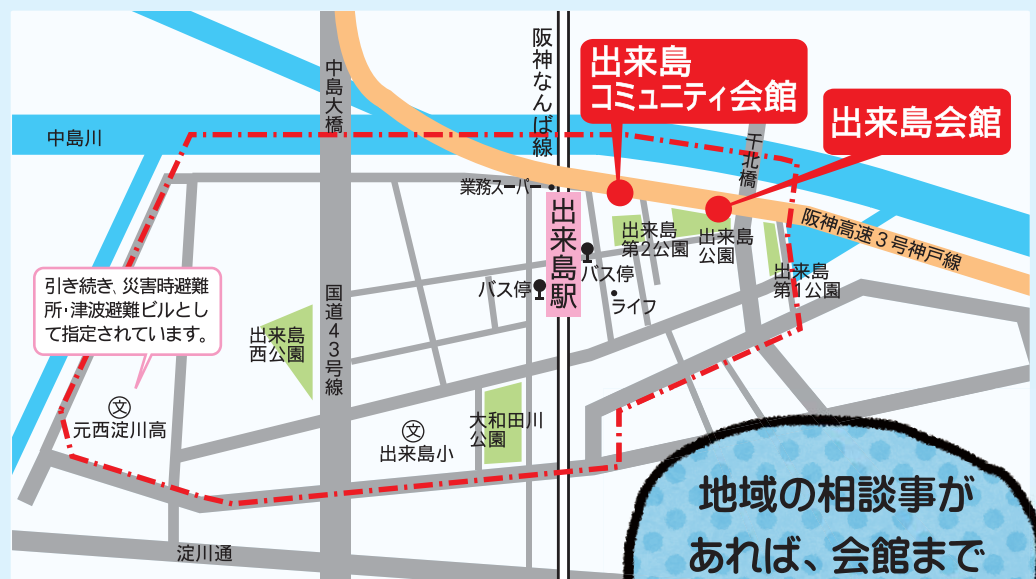 阪神なんば線
出来島
コミュニティ会館
出来島会館
中島大橋
中島川
千北橋
業務スーパー
出来島駅
出来島
第2公園
出来島
公園
阪神高速3号神戸線
出来島
第1公園
バス停
バス停
ライフ
引き続き、災害時避難
所・津波避難ビルとし
て指定されています。
国道43号線
出来島
西公園
文
元西淀川高
文
出来島小
大和田川
公園
淀川通
地域の相談事が
あれば、会館まで